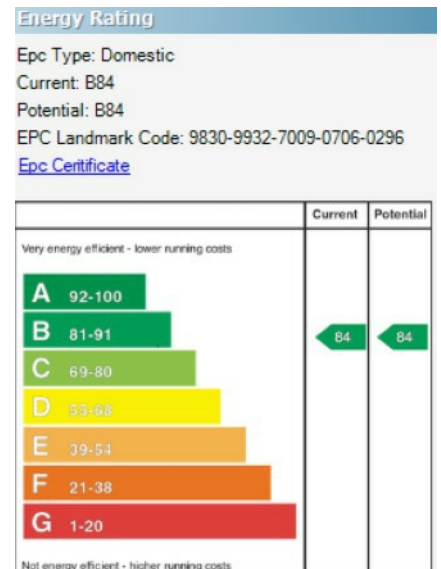 Energy Rating
Epc Type: Domestic
Current: B84
Potential: B84
EPC Landmark Code: 9830-9932-7009-0706-0296
Epc Ceritificate
Current Potential
Very energy efficient - lower running costs
A 92-100
B 81-91 84 84
C 69-80
D 55-68
E 39-54
F 21-38
G 1-20
Not energy efficient - higher running costs